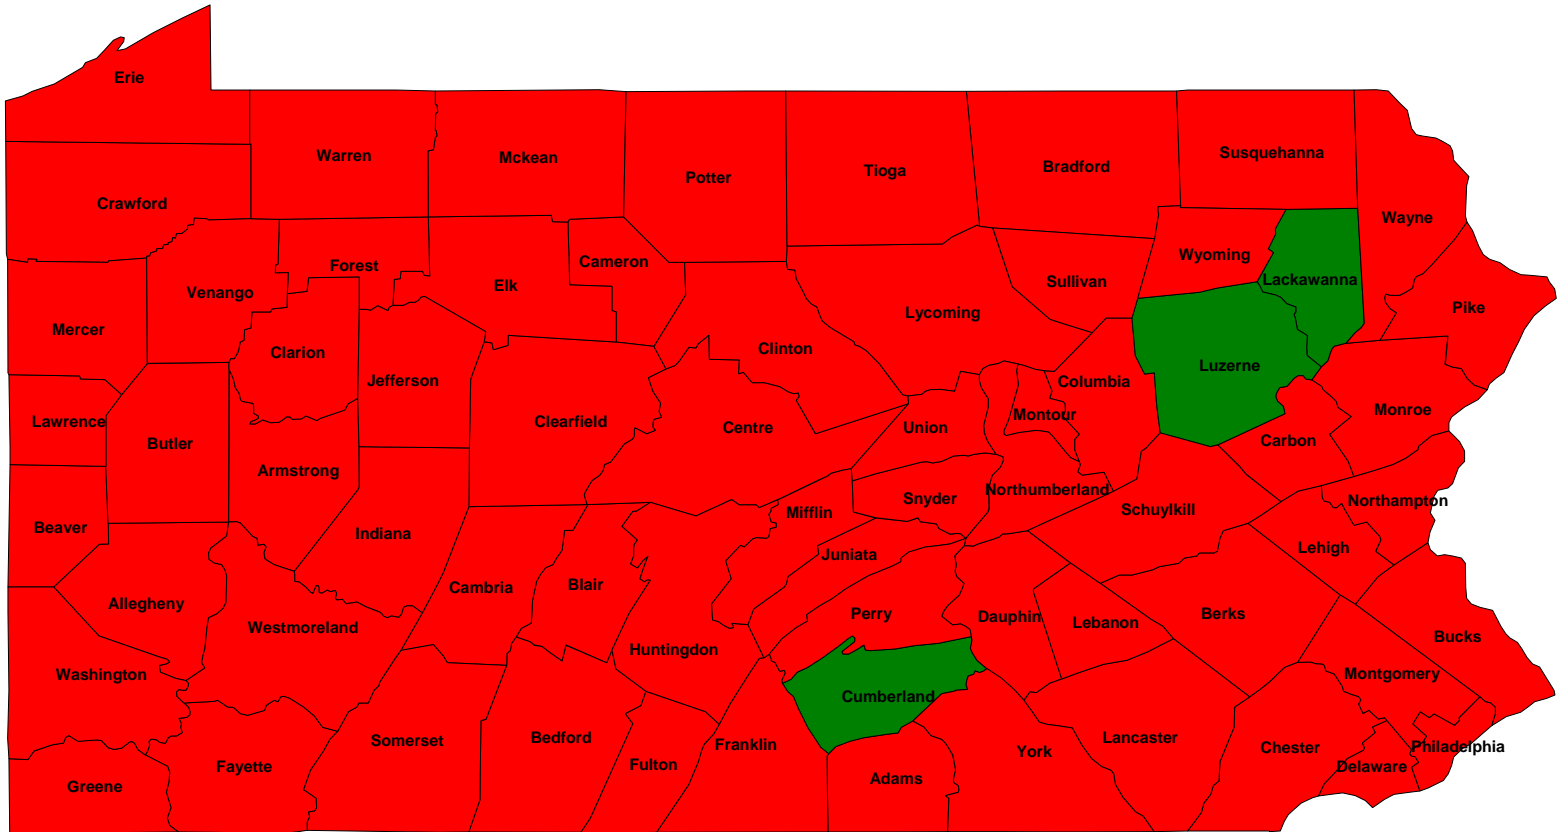 Erie
Warren
Mckean
Potter
Tioga
Bradford
Susquehanna
Crawford
Wayne
Forest
Cameron
Wyoming
Venango
Elk
Sullivan
Lackawanna
Mercer
Lycoming
Pike
Clarion
Clinton
Jefferson
Luzerne
Columbia
Lawrence
Clearfield
Centre
Union
Montour
Monroe
Butler
Carbon
Armstrong
Snyder
Northumberland
Northampton
Beaver
Mifflin
Schuylkill
Indiana
Juniata
Lehigh
Allegheny
Cambria
Blair
Perry
Dauphin
Lebanon
Berks
Westmoreland
Huntingdon
Bucks
Washington
Cumberland
Montgomery
Somerset
Bedford
Franklin
York
Lancaster
Chester
Philadelphia
Greene
Fayette
Fulton
Adams
Delaware